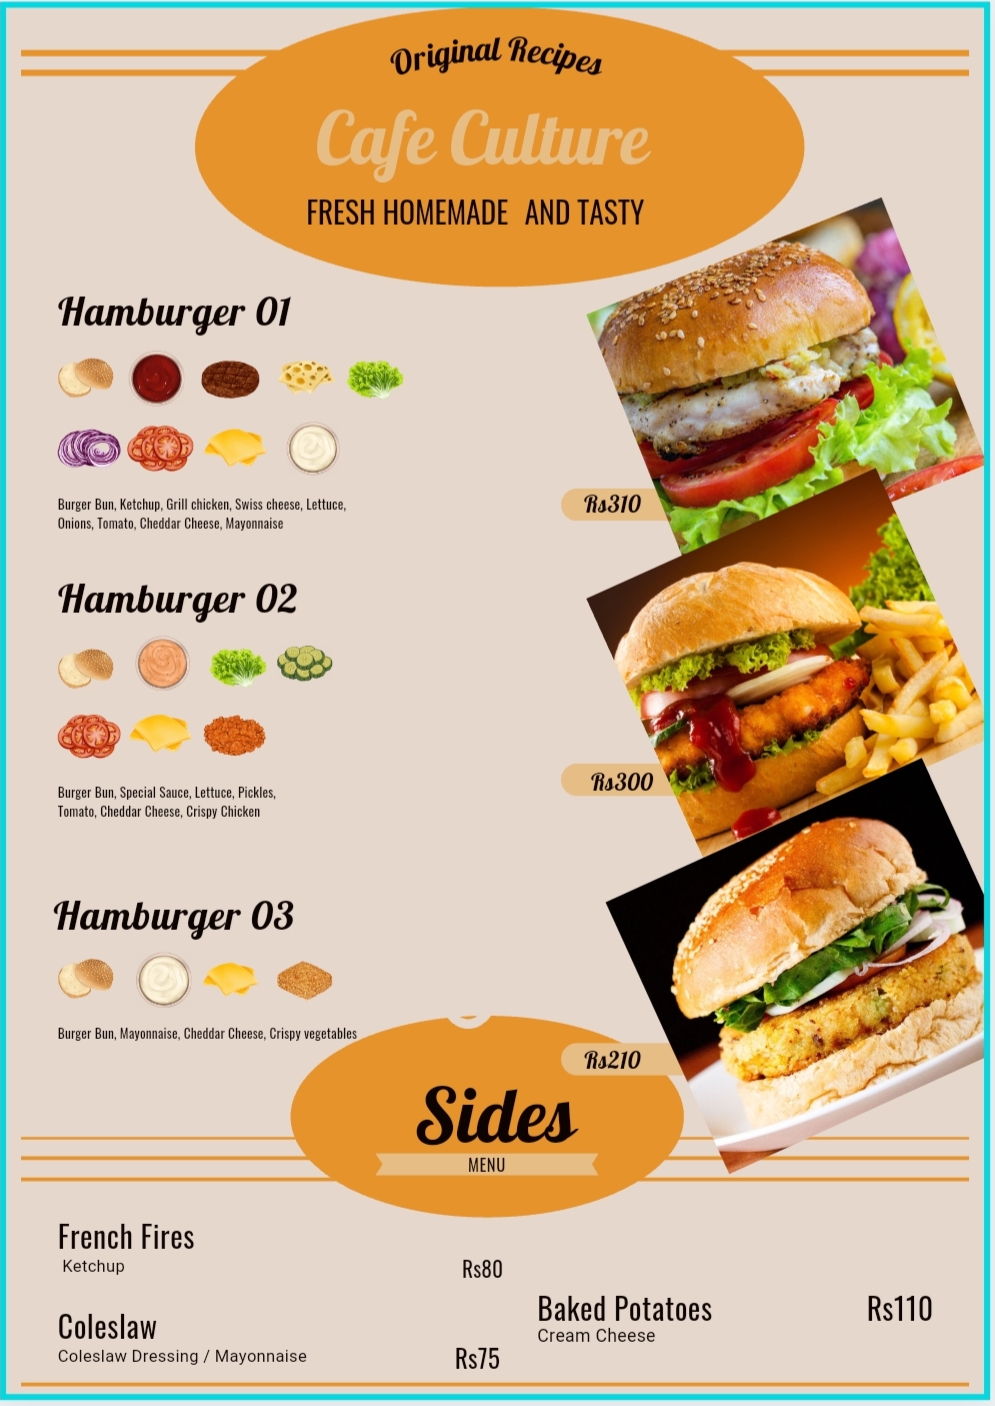 Original Recipes
Cafe Culture
FRESH HOMEMADE AND TASTY
Hamburger 01
Burger Bun, Ketchup, Grill chicken, Swiss cheese, Lettuce,
Onions, Tomato, Cheddar Cheese, Mayonnaise
Rs310
Hamburger 02
Burger Bun, Special Sauce, Lettuce, Pickles,
Tomato, Cheddar Cheese, Crispy Chicken
Rs300
Hamburger 03
Burger Bun, Mayonnaise, Cheddar Cheese, Crispy vegetables
Rs210
Sides
MENU
French Fires
Ketchup
Rs80
Coleslaw
Coleslaw Dressing / Mayonnaise
Rs75
Baked Potatoes
Rs110
Cream Cheese